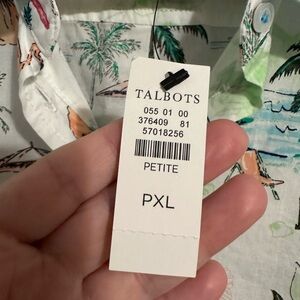 TALBOTS
055 01 00
376409 81
57018256
PETITE
PXL